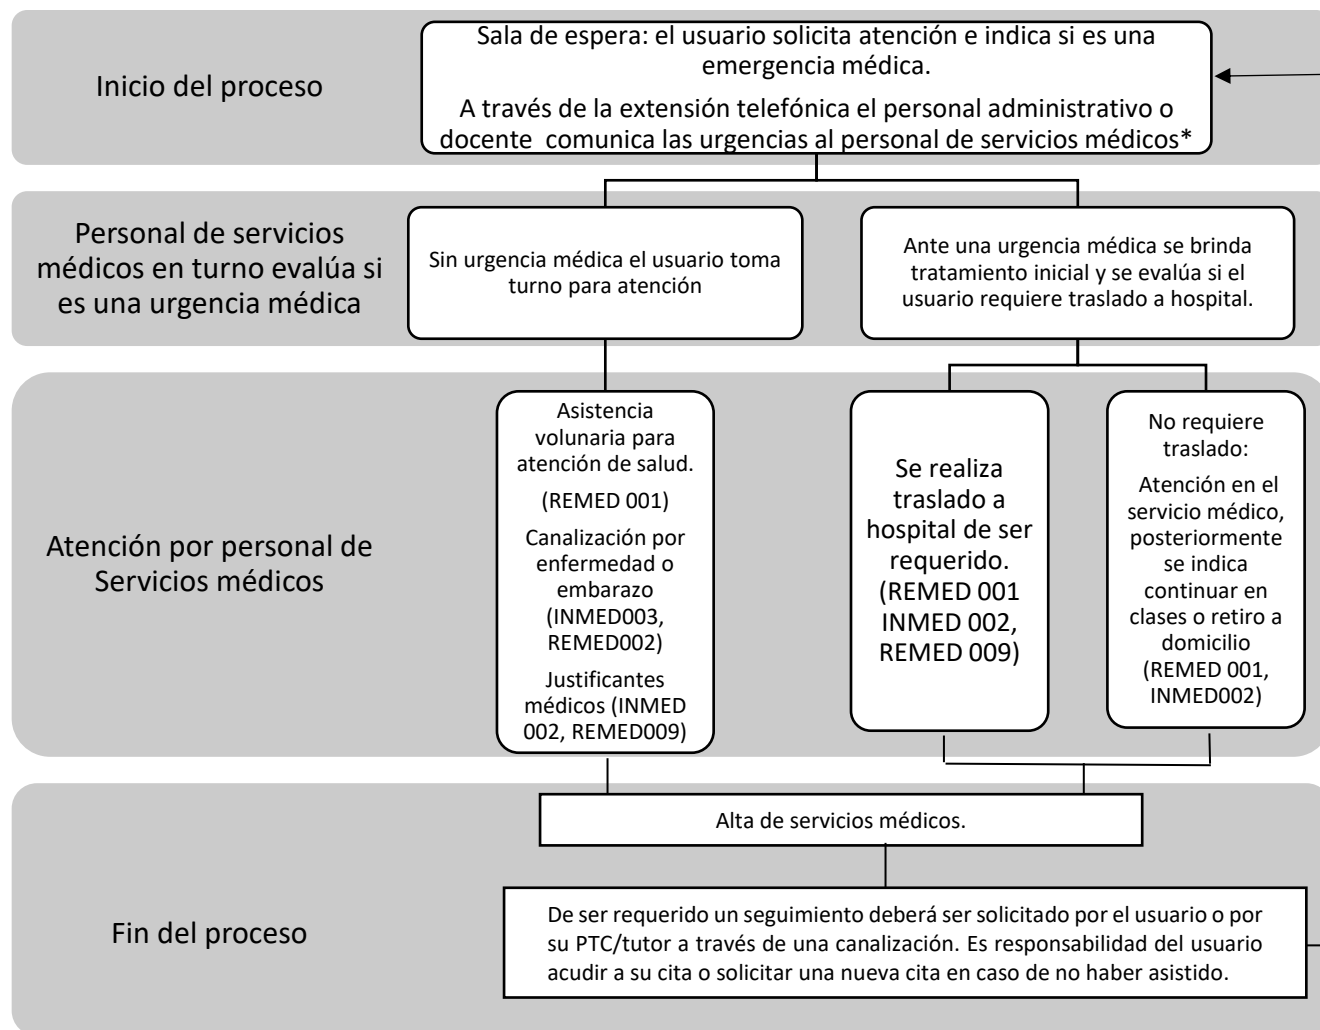 Inicio del proceso
Sala de espera: el usuario solicita atención e indica si es una
emergencia médica.
A través de la extensión telefónica el personal administrativo o
docente comunica las urgencias al personal de servicios médicos*
Personal de servicios
médicos en turno evalúa si
es una urgencia médica
Sin urgencia médica el usuario toma
turno para atención
Ante una urgencia médica se brinda
tratamiento inicial y se evalúa si el
usuario requiere traslado a hospital.
Atención por personal de
Servicios médicos
Asistencia
volunaria para
atención de salud.
(REMED 001)
Canalización por
enfermedad o
embarazo
(INMED003,
REMED002)
Justificantes
médicos (INMED
002, REMED009)
Se realiza
traslado a
hospital de ser
requerido.
(REMED 001
INMED 002,
REMED 009)
No requiere
traslado:
Atención en el
servicio médico,
posteriormente
se indica
continuar en
clases o retiro a
domicilio
(REMED 001,
INMED002)
Fin del proceso
Alta de servicios médicos.
De ser requerido un seguimiento deberá ser solicitado por el usuario o por
su PTC/tutor a través de una canalización. Es responsabilidad del usuario
acudir a su cita o solicitar una nueva cita en caso de no haber asistido.